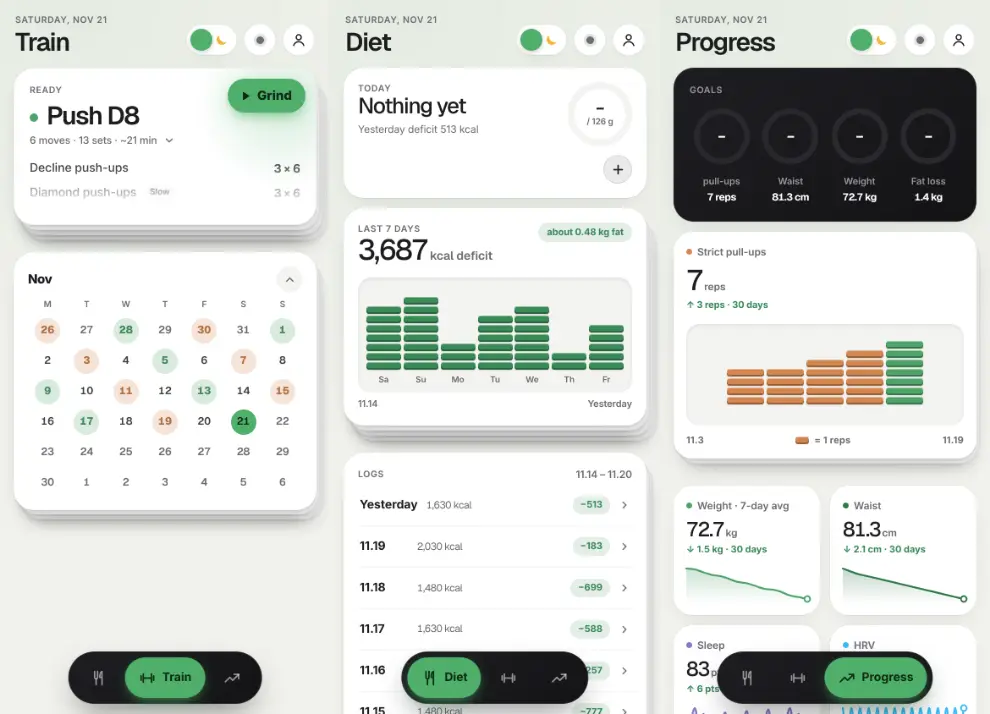 SATURDAY, NOV 21
Train
READY
Push D8
Grind
6 moves · 13 sets · ~21 min
Decline push-ups 3 × 6
Diamond push-ups Slow 3 × 6
Nov
M T W T F S S
26 27 28 29 30 31 1
2 3 4 5 6 7 8
9 10 11 12 13 14 15
16 17 18 19 20 21 22
23 24 25 26 27 28 29
30 1 2 3 4 5 6
Train
SATURDAY, NOV 21
Diet
TODAY
Nothing yet
Yesterday deficit 513 kcal
–
/ 126 g
+
LAST 7 DAYS
3,687 kcal deficit
about 0.48 kg fat
Sa Su Mo Tu We Th Fr
11.14 Yesterday
LOGS 11.14 – 11.20
Yesterday 1,630 kcal −513
11.19 2,030 kcal −183
11.18 1,480 kcal −699
11.17 1,630 kcal −588
11.16 257
11.15 1,480 kcal −777
Diet
SATURDAY, NOV 21
Progress
GOALS
– – – –
pull-ups Waist Weight Fat loss
7 reps 81.3 cm 72.7 kg 1.4 kg
Strict pull-ups
7 reps
↑ 3 reps · 30 days
11.3 = 1 reps 11.19
Weight · 7-day avg
72.7 kg
↓ 1.5 kg · 30 days
Waist
81.3 cm
↓ 2.1 cm · 30 days
Sleep
83
↑ 6 pts
HRV
Progress